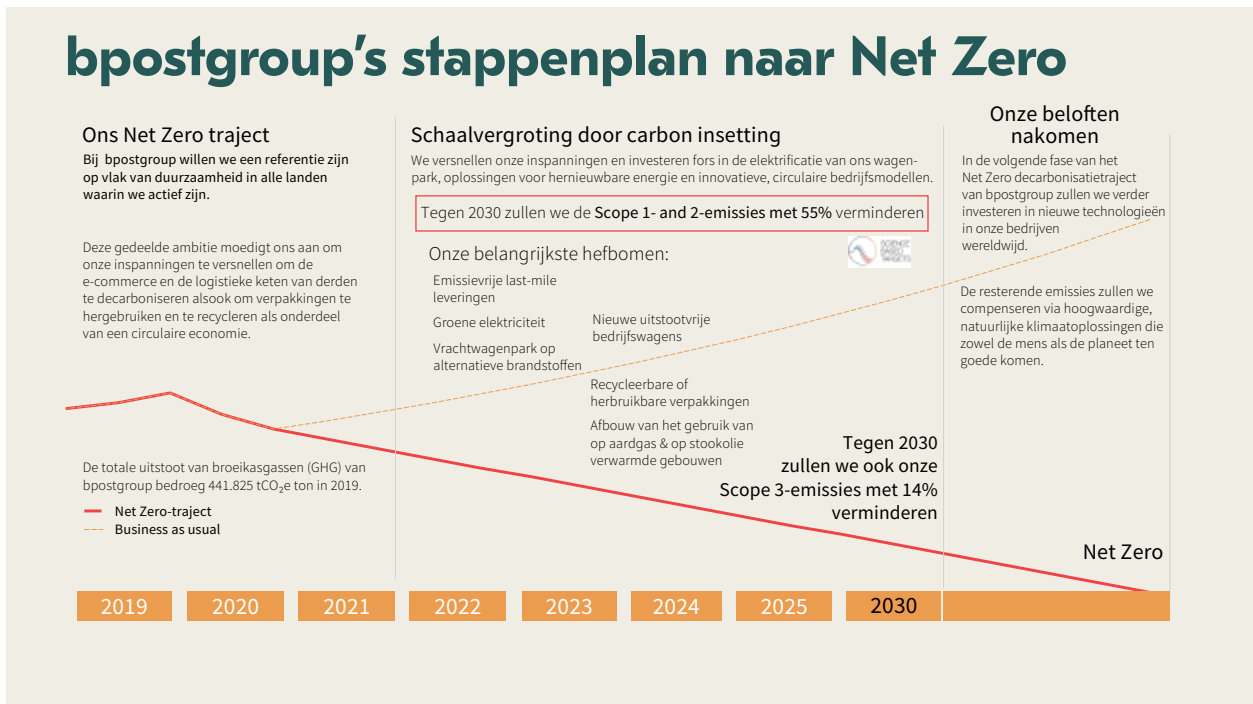 bpostgroup's stappenplan naar Net Zero
Ons Net Zero traject
Bij bpostgroup willen we een referentie zijn
op vlak van duurzaamheid in alle landen
waarin we actief zijn.
Deze gedeelde ambitie moedigt ons aan om
onze inspanningen te versnellen om de
e-commerce en de logistieke keten van derden
te decarboniseren alsook om verpakkingen te
hergebruiken en te recycleren als onderdeel
van een circulaire economie.
De totale uitstoot van broeikasgassen (GHG) van
bpostgroup bedroeg 441.825 tCO₂e ton in 2019.
Net Zero-traject
Business as usual
Schaalvergroting door carbon insetting
We versnellen onze inspanningen en investeren fors in de elektrificatie van ons wagen-
park, oplossingen voor hernieuwbare energie en innovatieve, circulaire bedrijfsmodellen.
Tegen 2030 zullen we de Scope 1- and 2-emissies met 55% verminderen
SCIENCE
BASED
TARGETS
Onze belangrijkste hefbomen:
Emissievrije last-mile
leveringen
Groene elektriciteit
Vrachtwagenpark op
alternatieve brandstoffen
Nieuwe uitstootvrije
bedrijfswagens
Recycleerbare of
herbruikbare verpakkingen
Afbouw van het gebruik van
op aardgas & op stookolie
verwarmde gebouwen
Tegen 2030
zullen we ook onze
Scope 3-emissies met 14%
verminderen
Onze beloften
nakomen
In de volgende fase van het
Net Zero decarbonisatietraject
van bpostgroup zullen we verder
investeren in nieuwe technologieën
in onze bedrijven
wereldwijd.
De resterende emissies zullen we
compenseren via hoogwaardige,
natuurlijke klimaatoplossingen die
zowel de mens als de planeet ten
goede komen.
Net Zero
2019
2020
2021
2022
2023
2024
2025
2030